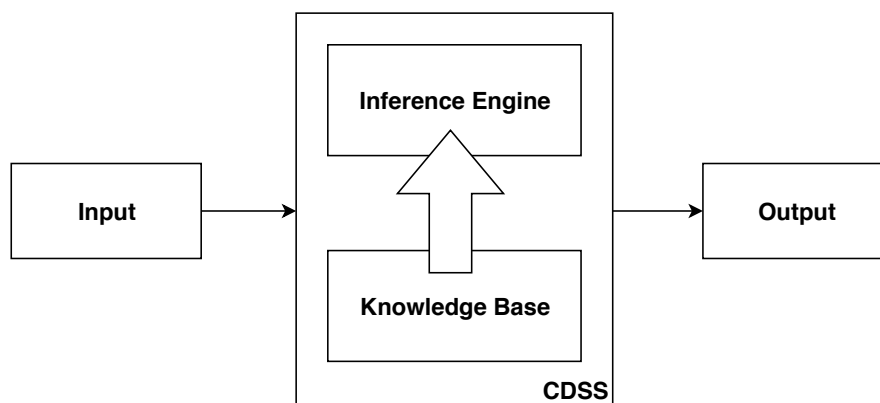 Inference Engine
Input
Output
Knowledge Base
CDSS